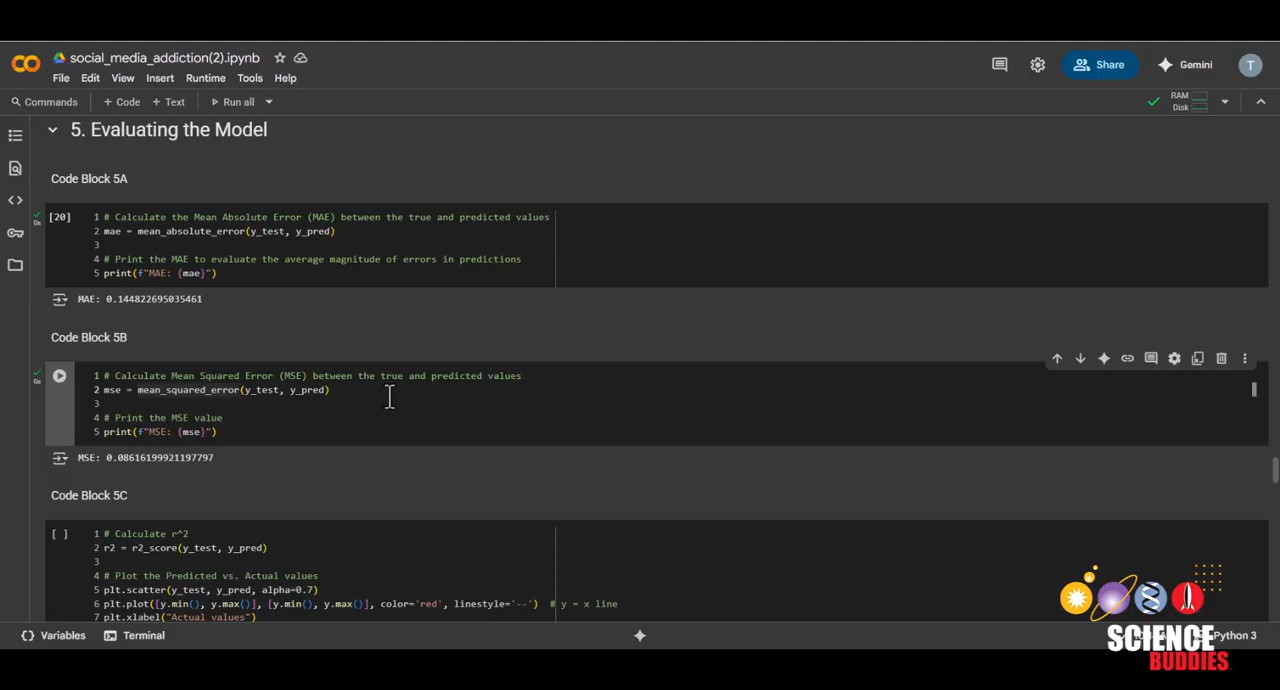 social_media_addiction(2).ipynb
Share
Gemini
T
File Edit View Insert Runtime Tools Help
Commands + Code + Text Run all
RAM
Disk
5. Evaluating the Model
Code Block 5A
[20]
1 # Calculate the Mean Absolute Error (MAE) between the true and predicted values
2 mae = mean_absolute_error(y_test, y_pred)
3
4 # Print the MAE to evaluate the average magnitude of errors in predictions
5 print(f"MAE: {mae}")
0s
MAE: 0.144822695035461
Code Block 5B
1 # Calculate Mean Squared Error (MSE) between the true and predicted values
2 mse = mean_squared_error(y_test, y_pred)
3
4 # Print the MSE value
5 print(f"MSE: {mse}")
0s
MSE: 0.08616199921197797
Code Block 5C
[ ]
1 # Calculate r^2
2 r2 = r2_score(y_test, y_pred)
3
4 # Plot the Predicted vs. Actual values
5 plt.scatter(y_test, y_pred, alpha=0.7)
6 plt.plot([y.min(), y.max()], [y.min(), y.max()], color='red', linestyle='--') # y = x line
7 plt.xlabel("Actual values")
Variables Terminal
Python 3
SCIENCE
BUDDIES